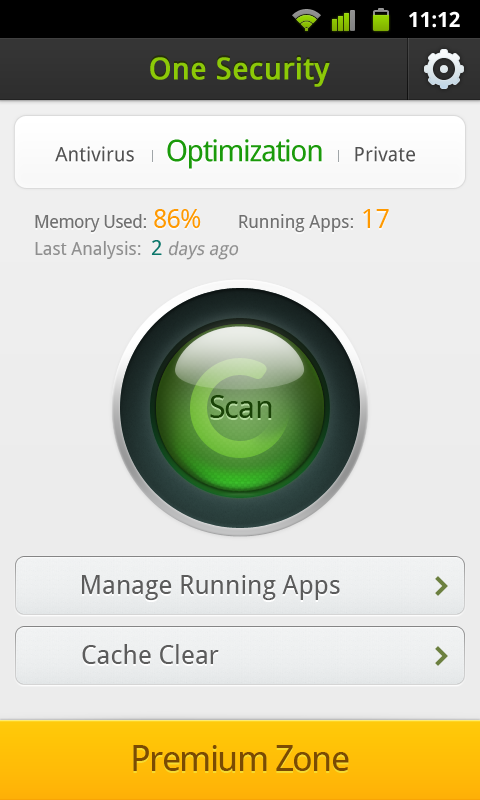 11:12
One Security
Antivirus | Optimization | Private
Memory Used: 86% Running Apps: 17
Last Analysis: 2 days ago
Scan
Manage Running Apps
Cache Clear
Premium Zone